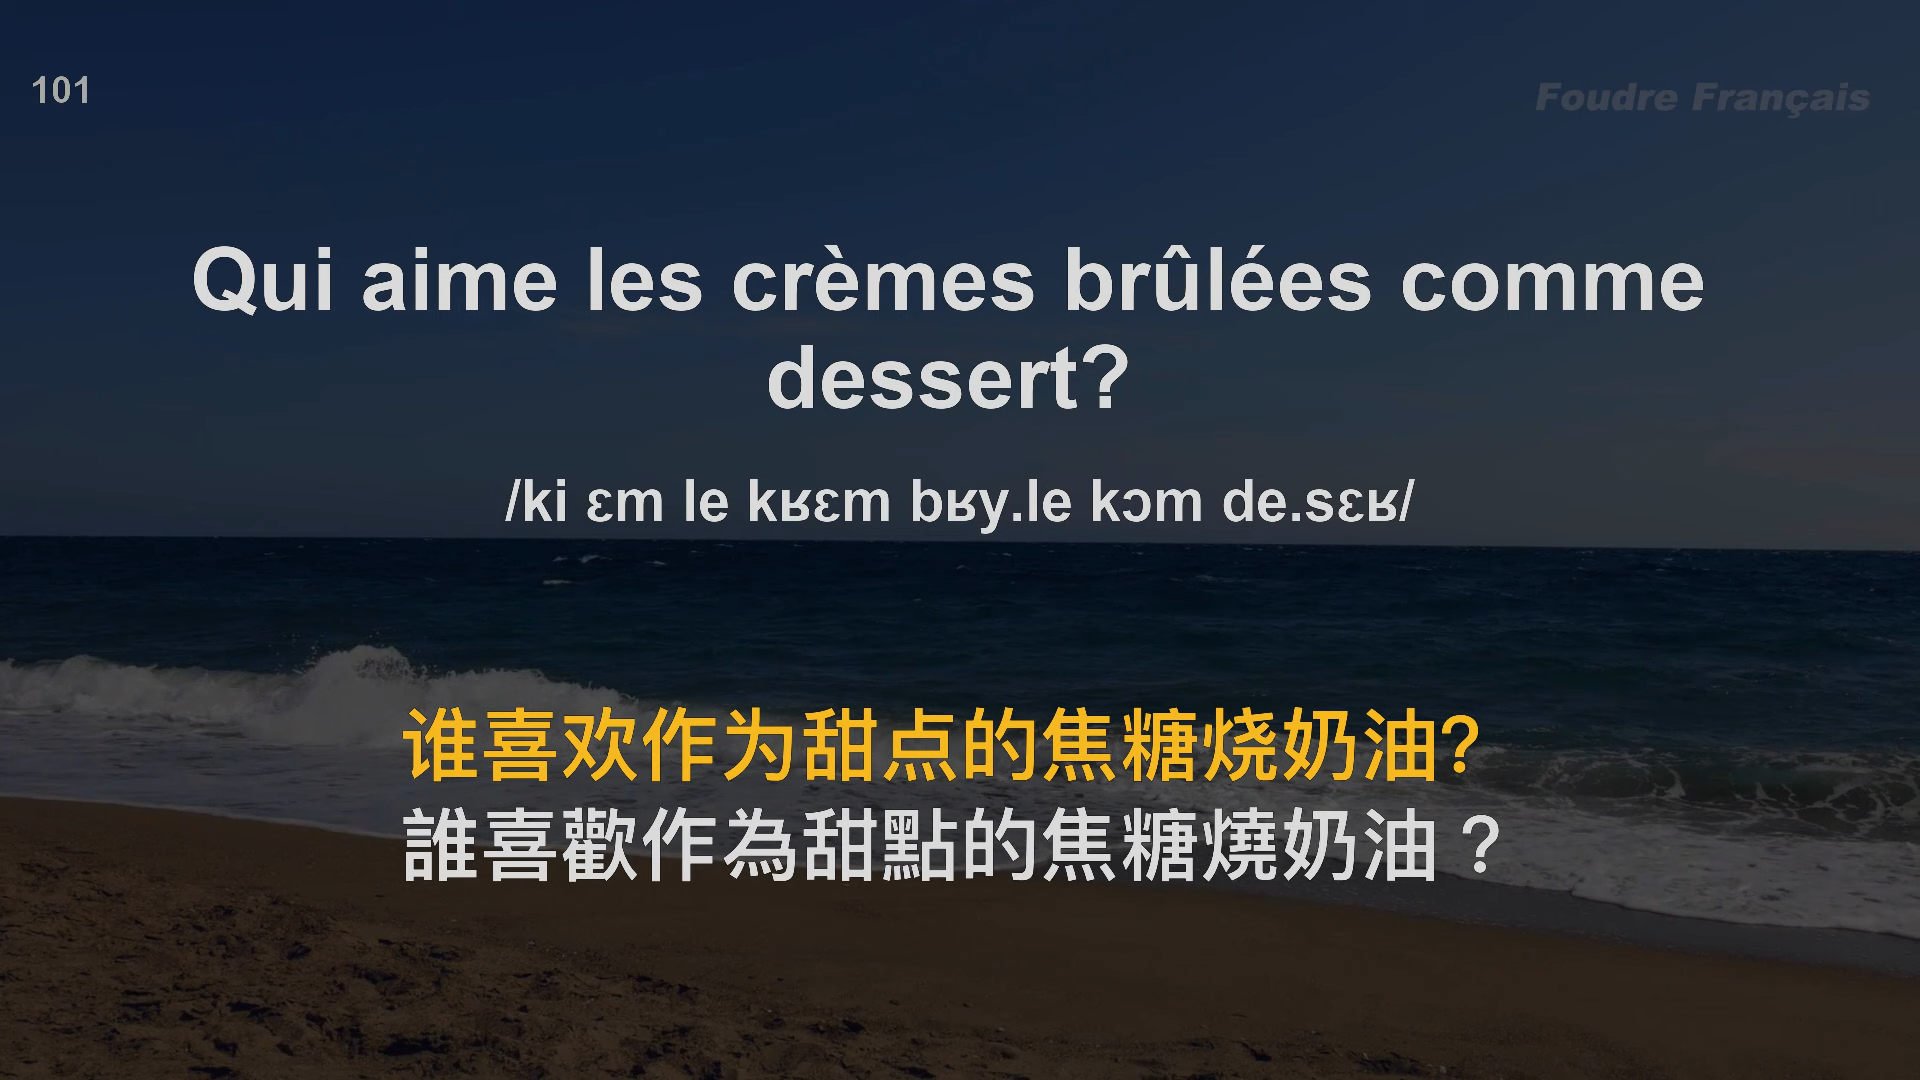 101
Foudre Français
Qui aime les crèmes brûlées comme
dessert?
/ki ɛm le kʁɛm bʁy.le kɔm de.sɛʁ/
谁喜欢作为甜点的焦糖烧奶油?
誰喜歡作為甜點的焦糖燒奶油？